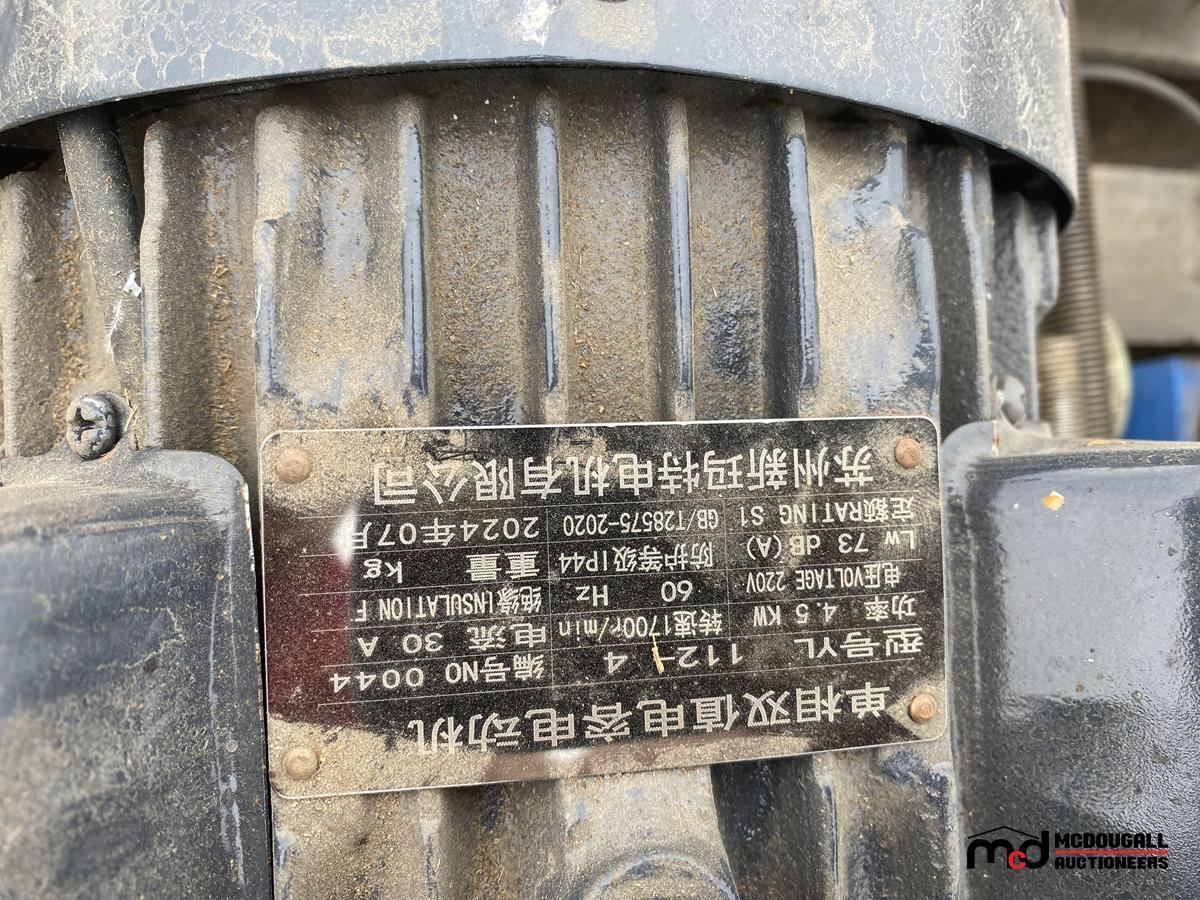 单相双值电容电动机
型号YL 112-4 编号NO 0044
功率 4.5 KW 转速1700r/min 电流 30 A
电压VOLTAGE 220V 60 Hz 绝缘INSULATION F
Lw 73 dB(A) 防护等级IP44 重量 kg
定额RATING S1 GB/T28575-2020 2024年07月
苏州新玛特电机有限公司
mcd MCDOUGALL
AUCTIONEERS